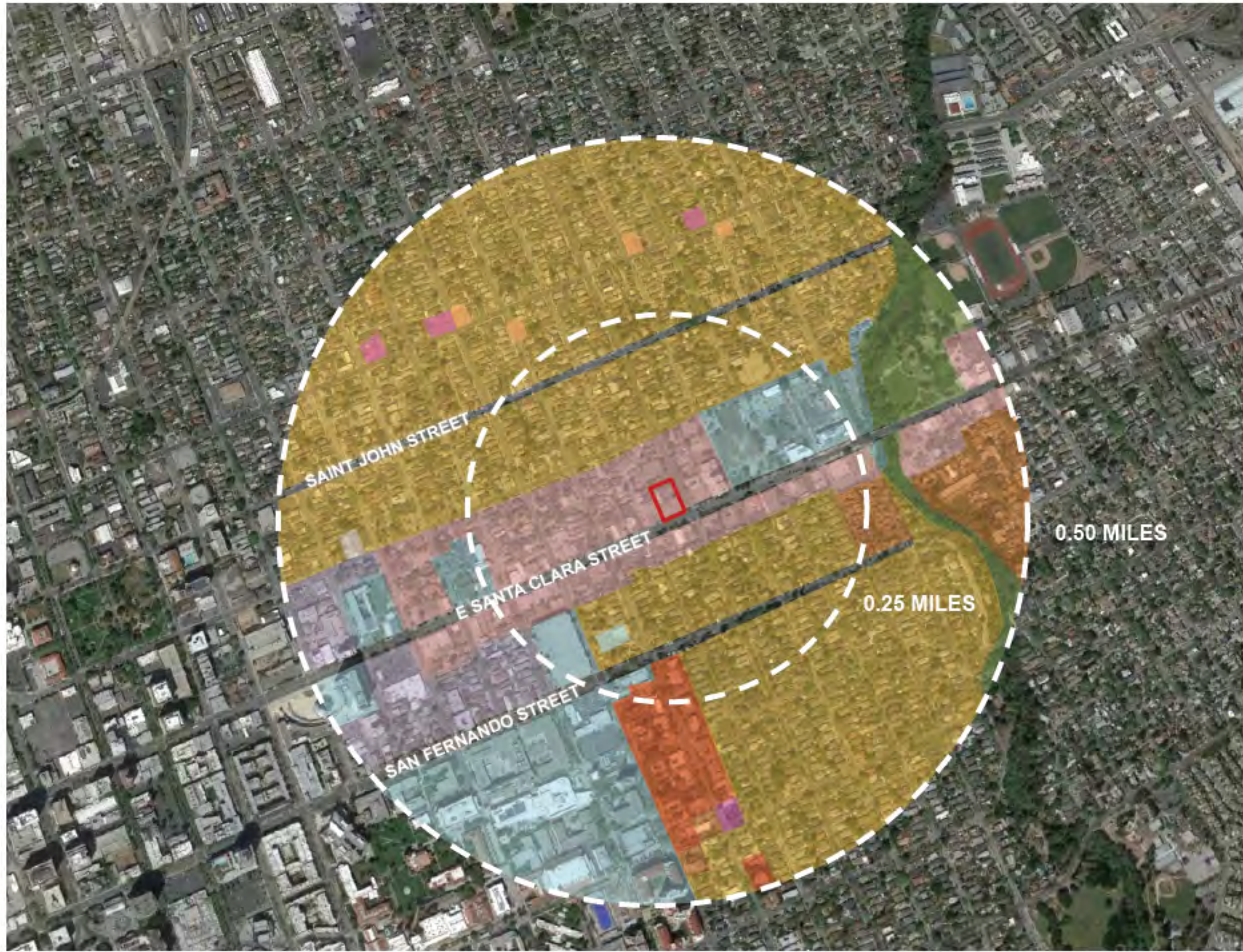 SAINT JOHN STREET
E SANTA CLARA STREET
0.50 MILES
0.25 MILES
SAN FERNANDO STREET